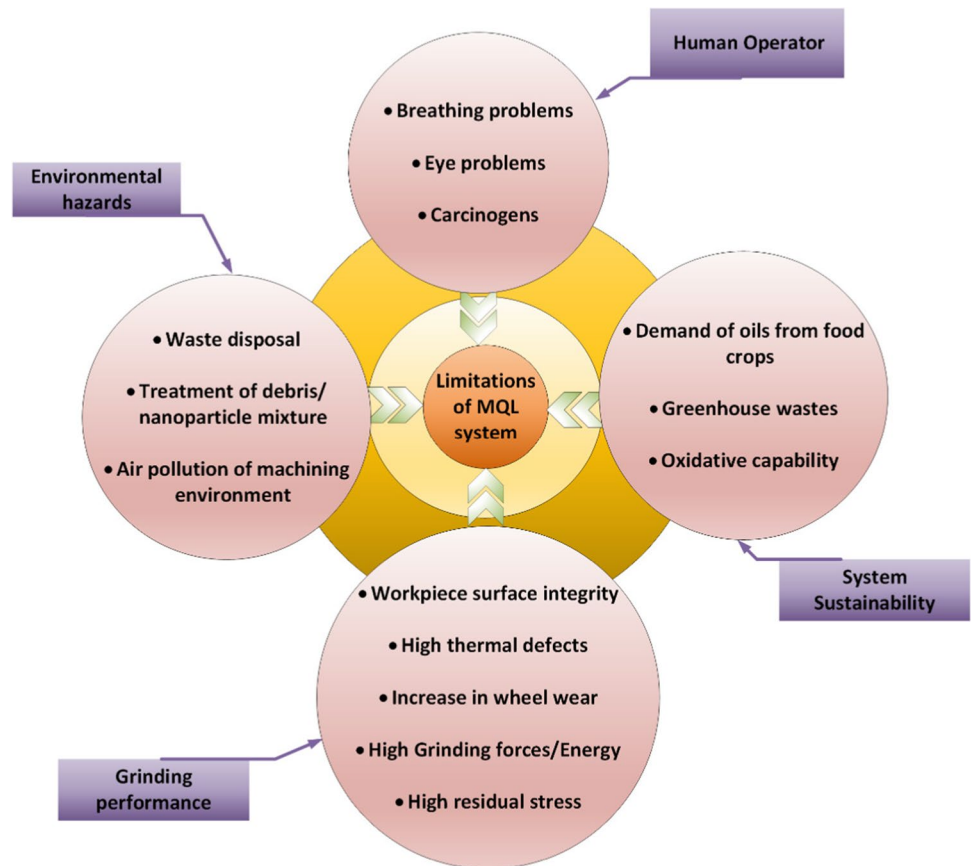 Human Operator
• Breathing problems
• Eye problems
• Carcinogens
Environmental
hazards
• Waste disposal
• Treatment of debris/
nanoparticle mixture
• Air pollution of machining
environment
Limitations
of MQL
system
• Demand of oils from food
crops
• Greenhouse wastes
• Oxidative capability
System
Sustainability
• Workpiece surface integrity
• High thermal defects
• Increase in wheel wear
• High Grinding forces/Energy
• High residual stress
Grinding
performance